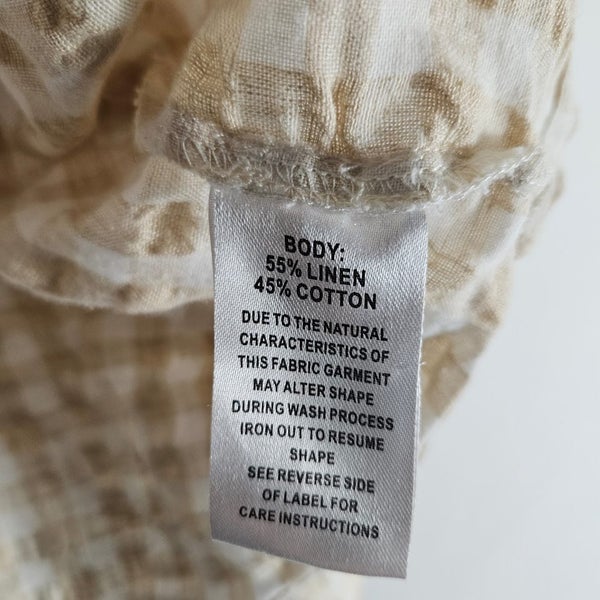 BODY:
55% LINEN
45% COTTON
DUE TO THE NATURAL
CHARACTERISTICS OF
THIS FABRIC GARMENT
MAY ALTER SHAPE
DURING WASH PROCESS
IRON OUT TO RESUME
SHAPE
SEE REVERSE SIDE
OF LABEL FOR
CARE INSTRUCTIONS